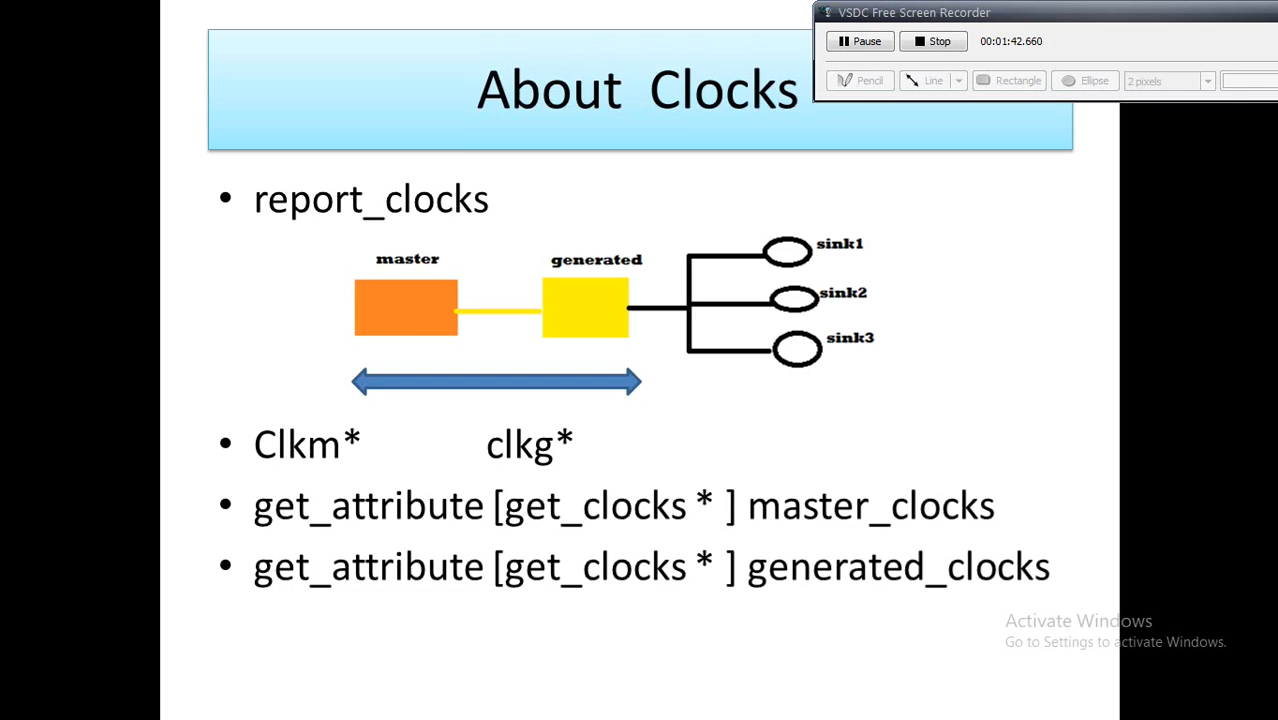 VSDC Free Screen Recorder
Pause Stop 00:01:42.660
Pencil Line Rectangle Ellipse 2 pixels
About Clocks
• report_clocks
master generated sink1
sink2
sink3
• Clkm* clkg*
• get_attribute [get_clocks * ] master_clocks
• get_attribute [get_clocks * ] generated_clocks
Activate Windows
Go to Settings to activate Windows.